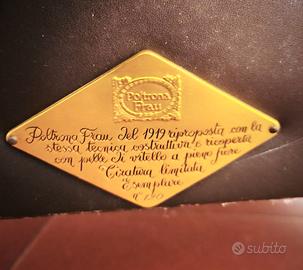 Poltrona
Frau
Poltrona Frau del 1919 riproposta con la
stessa tecnica costruttiva e ricoperta
con pelle di vitello a pieno fiore
Tiratura limitata
Esemplare
n°
subito